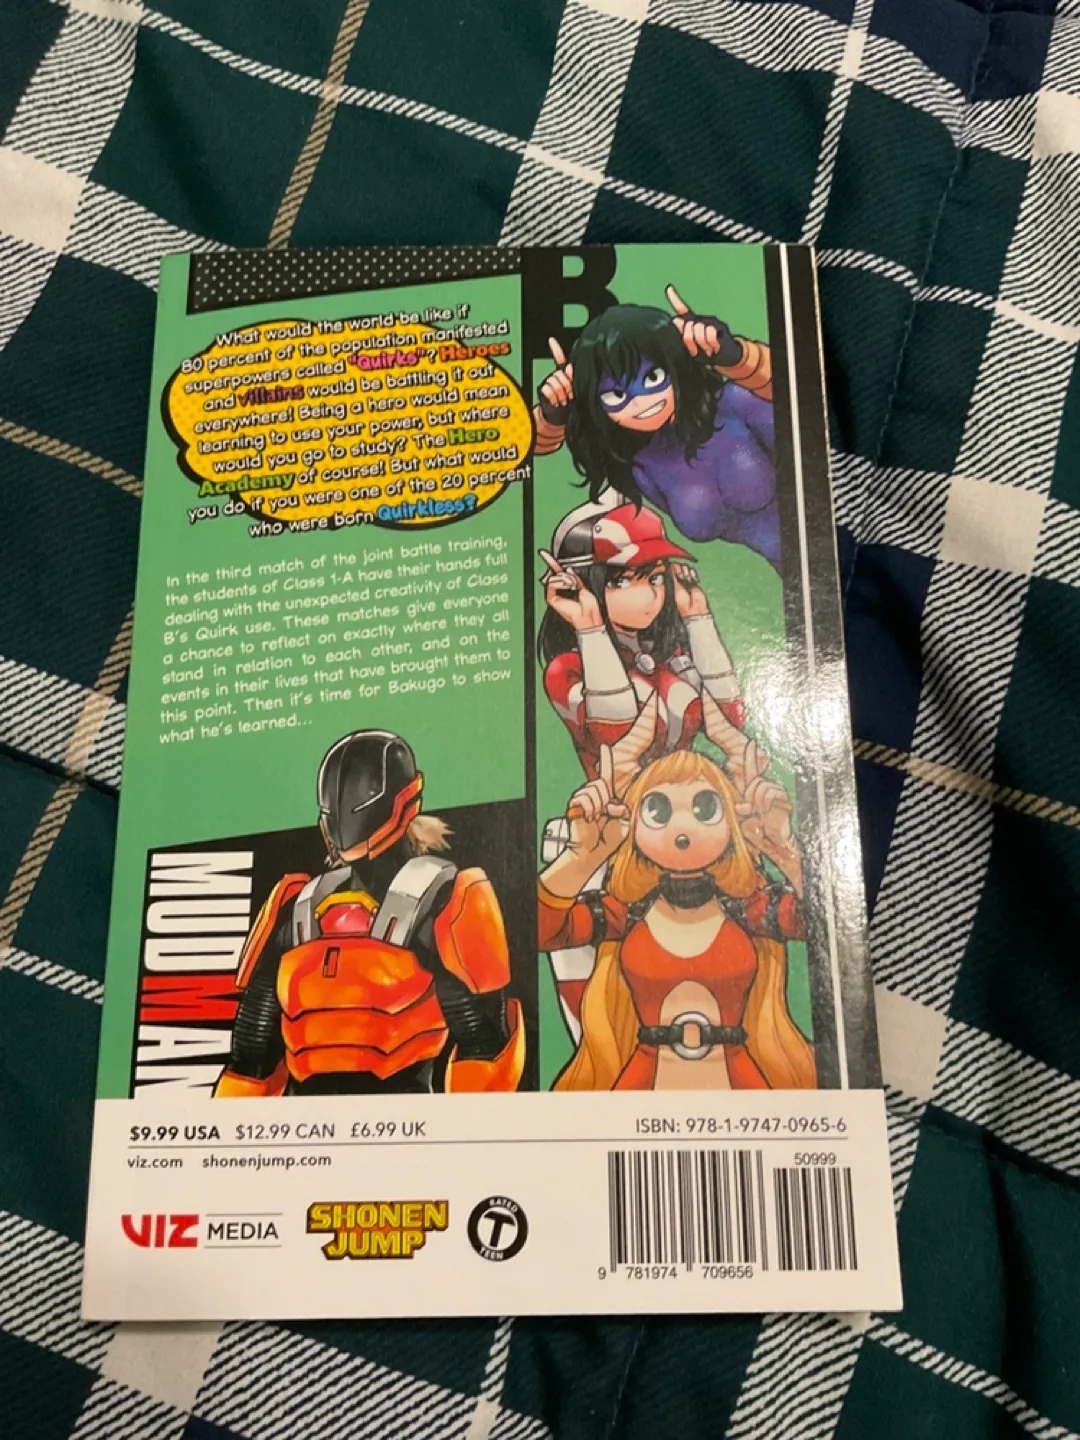 B
What would the world be like if
80 percent of the population manifested
superpowers called "Quirks"? Heroes
and villains would be battling it out
everywhere! Being a hero would mean
learning to use your power, but where
would you go to study? The Hero
Academy of course! But what would
you do if you were one of the 20 percent
who were born Quirkless?
In the third match of the joint battle training,
the students of Class 1-A have their hands full
dealing with the unexpected creativity of Class
B's Quirk use. These matches give everyone
a chance to reflect on exactly where they all
stand in relation to each other, and on the
events in their lives that have brought them to
this point. Then it's time for Bakugo to show
what he's learned...
MUDMAN
$9.99 USA $12.99 CAN £6.99 UK
ISBN: 978-1-9747-0965-6
viz.com shonenjump.com
50999
VIZ MEDIA
SHONEN
JUMP
RATED
T
TEEN
9 781974 709656